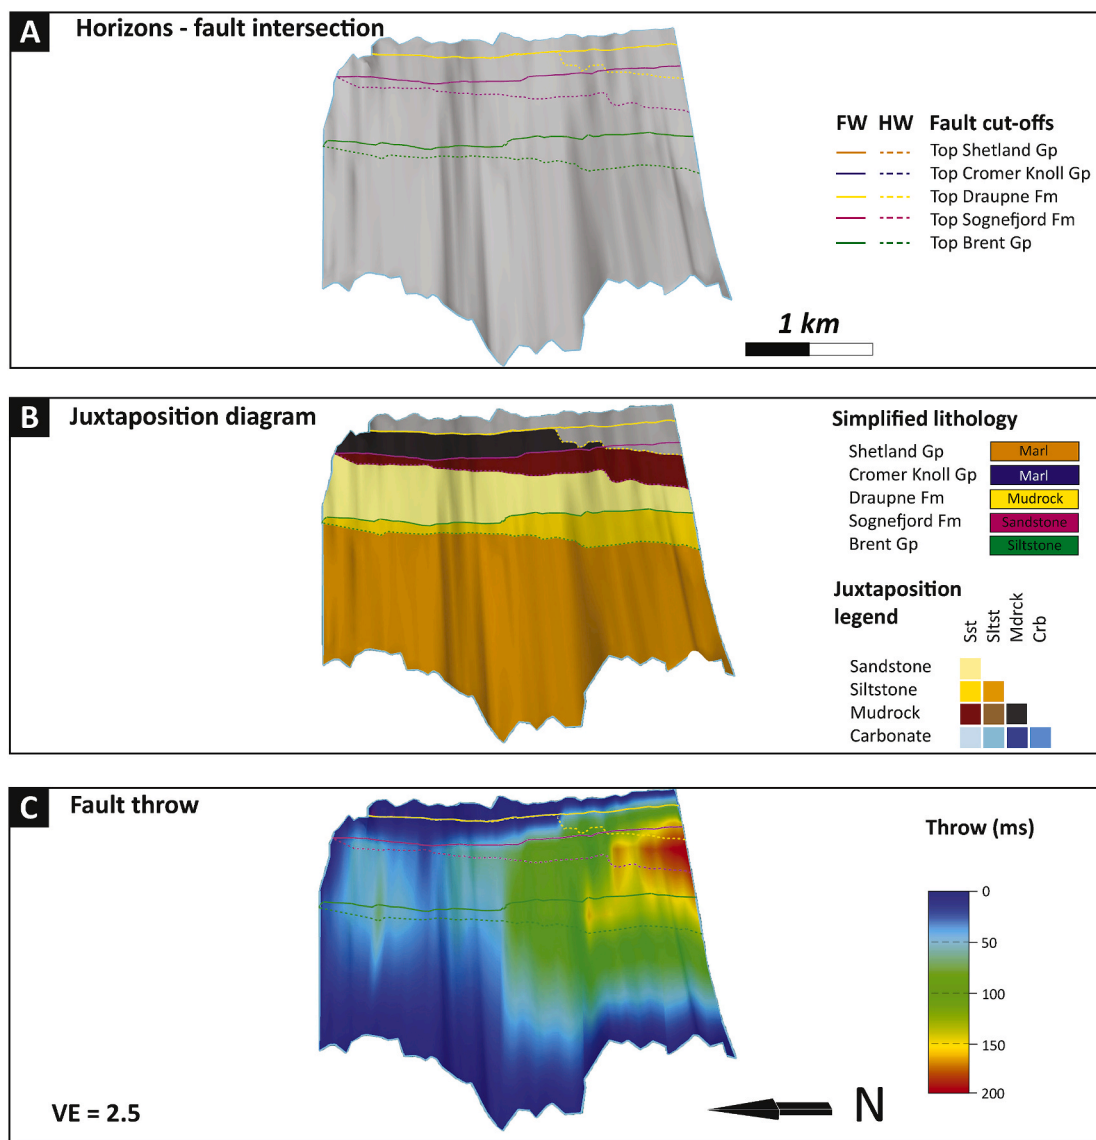 A Horizons - fault intersection
FW HW Fault cut-offs
Top Shetland Gp
Top Cromer Knoll Gp
Top Draupne Fm
Top Sognefjord Fm
Top Brent Gp
1 km
B Juxtaposition diagram
Simplified lithology
Shetland Gp Marl
Cromer Knoll Gp Marl
Draupne Fm Mudrock
Sognefjord Fm Sandstone
Brent Gp Siltstone
Juxtaposition
legend
Sst Sltst Mdrck Crb
Sandstone
Siltstone
Mudrock
Carbonate
C Fault throw
Throw (ms)
0
50
100
150
200
VE = 2.5
N